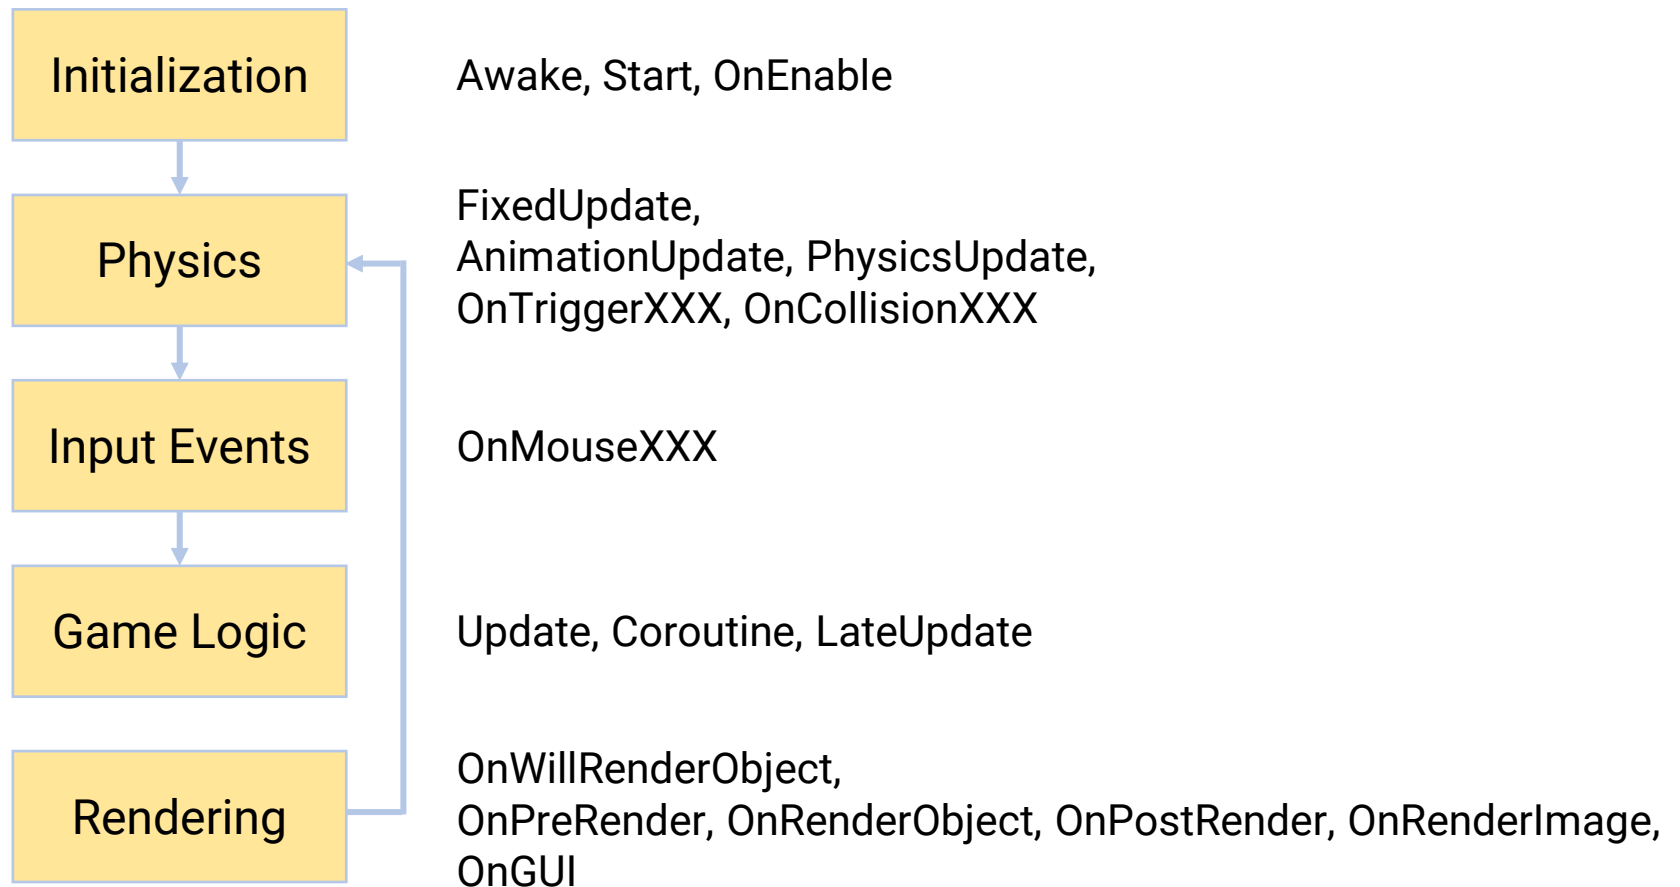 Initialization
Awake, Start, OnEnable
Physics
FixedUpdate,
AnimationUpdate, PhysicsUpdate,
OnTriggerXXX, OnCollisionXXX
Input Events
OnMouseXXX
Game Logic
Update, Coroutine, LateUpdate
Rendering
OnWillRenderObject,
OnPreRender, OnRenderObject, OnPostRender, OnRenderImage,
OnGUI